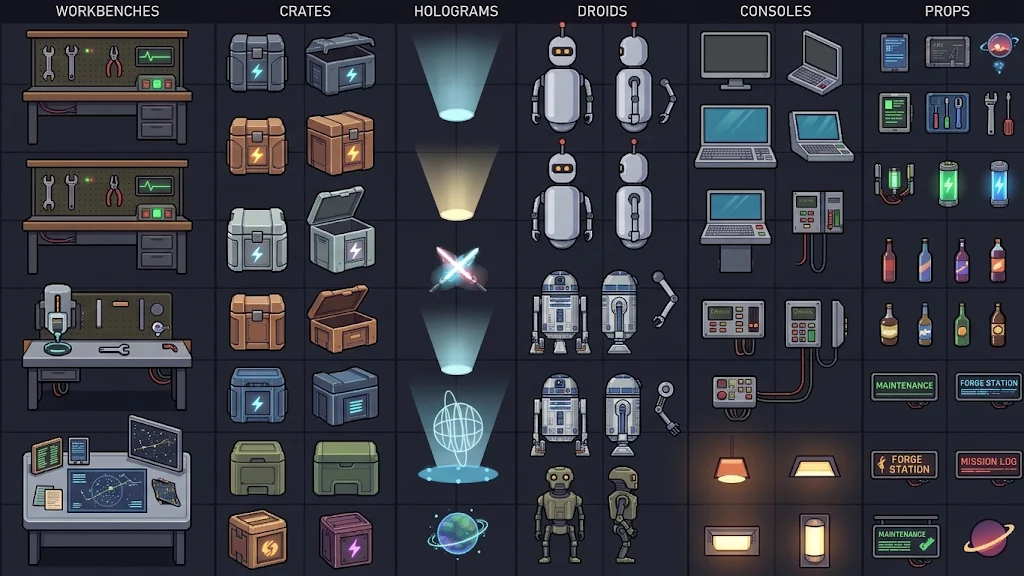 WORKBENCHES
CRATES
HOLOGRAMS
DROIDS
CONSOLES
PROPS
MAINTENANCE
FORGE STATION
FORGE
STATION
MISSION LOG
MAINTENANCE